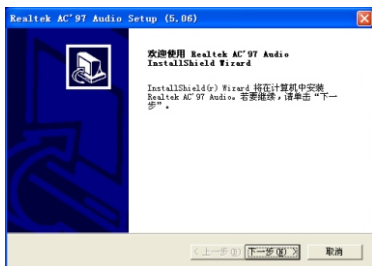 Realtek AC'97 Audio Setup (5.06)
欢迎使用 Realtek AC'97 Audio
InstallShield Wizard
InstallShield(r) Wizard 将在计算机中安装
Realtek AC'97 Audio。若要继续，请单击“下一
步”。
< 上一步(B) 下一步(N) > 取消